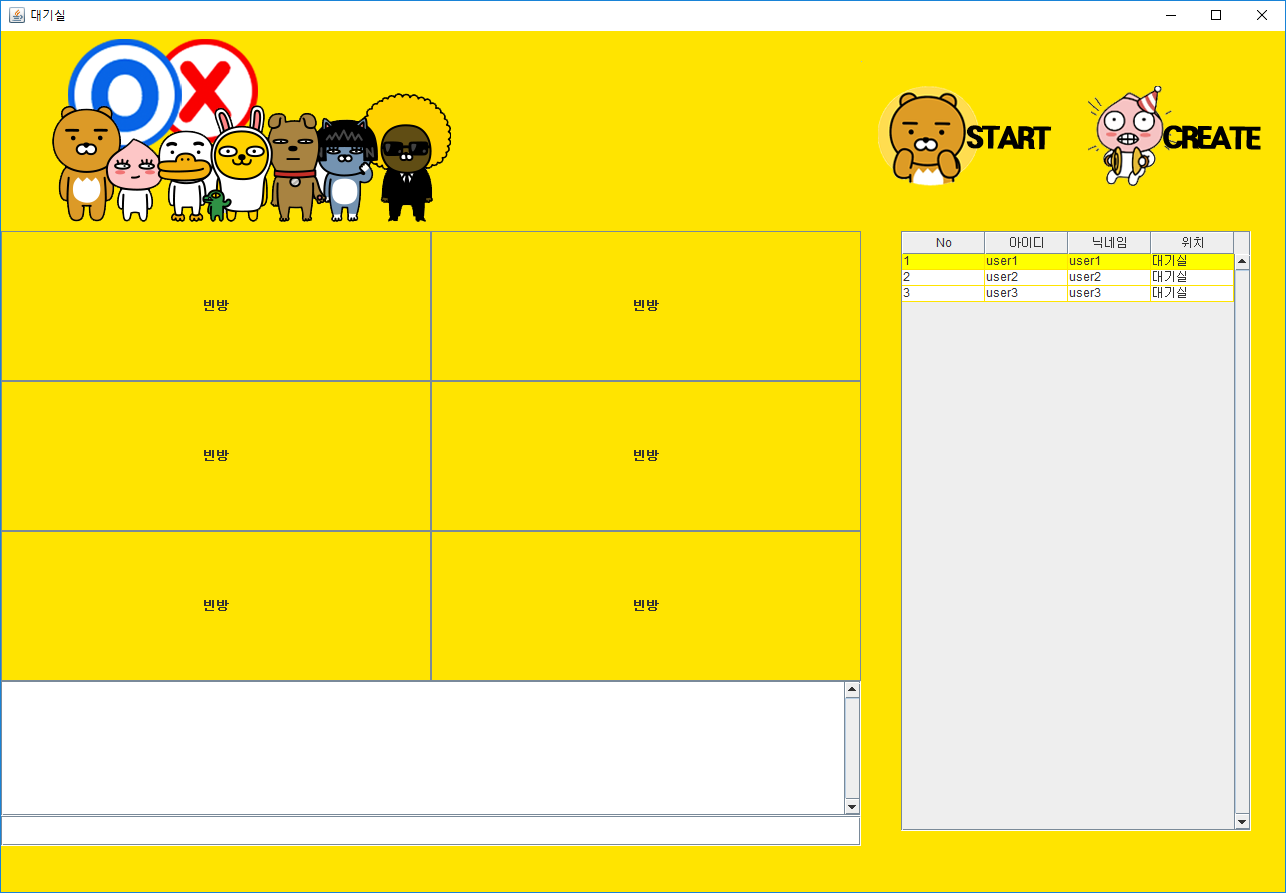 대기실
O X
START
CREATE
빈방 빈방
빈방 빈방
빈방 빈방
No 아이디 닉네임 위치
1 user1 user1 대기실
2 user2 user2 대기실
3 user3 user3 대기실